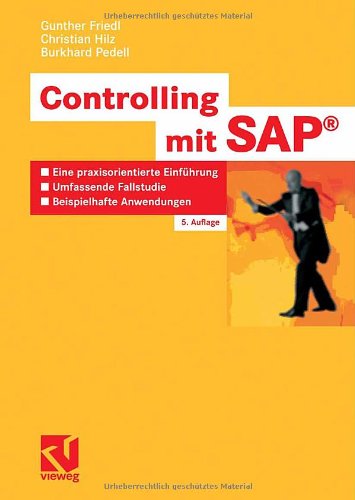 Urheberrechtlich geschütztes Material
Gunther Friedl
Christian Hilz
Burkhard Pedell
Controlling
mit SAP®
■ Eine praxisorientierte Einführung
■ Umfassende Fallstudie
■ Beispielhafte Anwendungen
5. Auflage
vieweg
Urheberrechtlich geschütztes Material